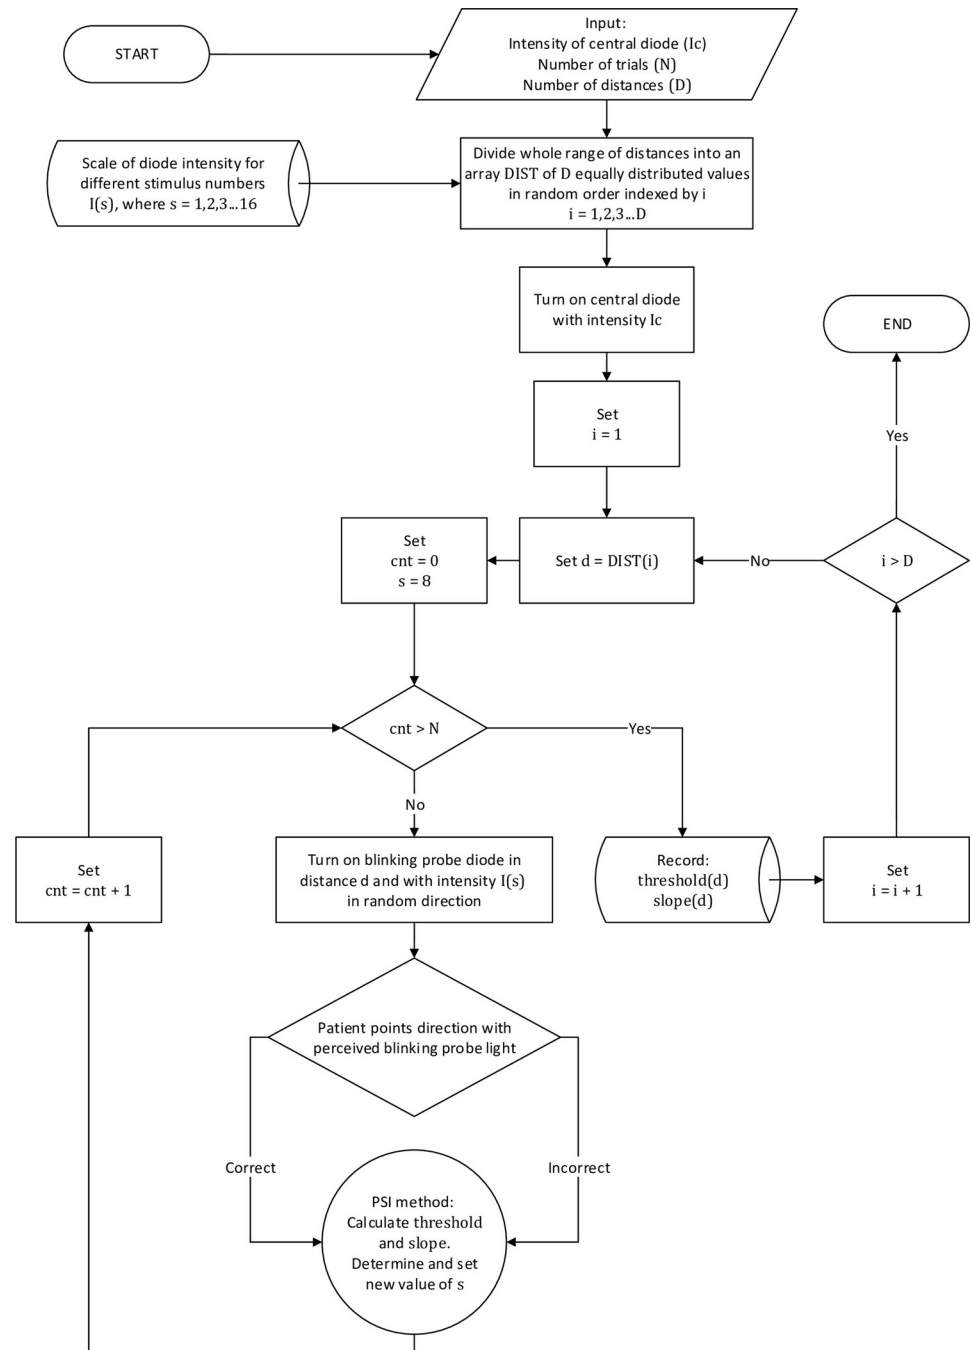 START
Input:
Intensity of central diode (Ic)
Number of trials (N)
Number of distances (D)
Scale of diode intensity for
different stimulus numbers
I(s), where s = 1,2,3...16
Divide whole range of distances into an
array DIST of D equally distributed values
in random order indexed by i
i = 1,2,3...D
Turn on central diode
with intensity Ic
END
Set
i = 1
Yes
Set
cnt = 0
s = 8
Set d = DIST(i)
No
i > D
cnt > N
Yes
No
Set
cnt = cnt + 1
Turn on blinking probe diode in
distance d and with intensity I(s)
in random direction
Record:
threshold(d)
slope(d)
Set
i = i + 1
Patient points direction with
perceived blinking probe light
Correct
Incorrect
PSI method:
Calculate threshold
and slope.
Determine and set
new value of s